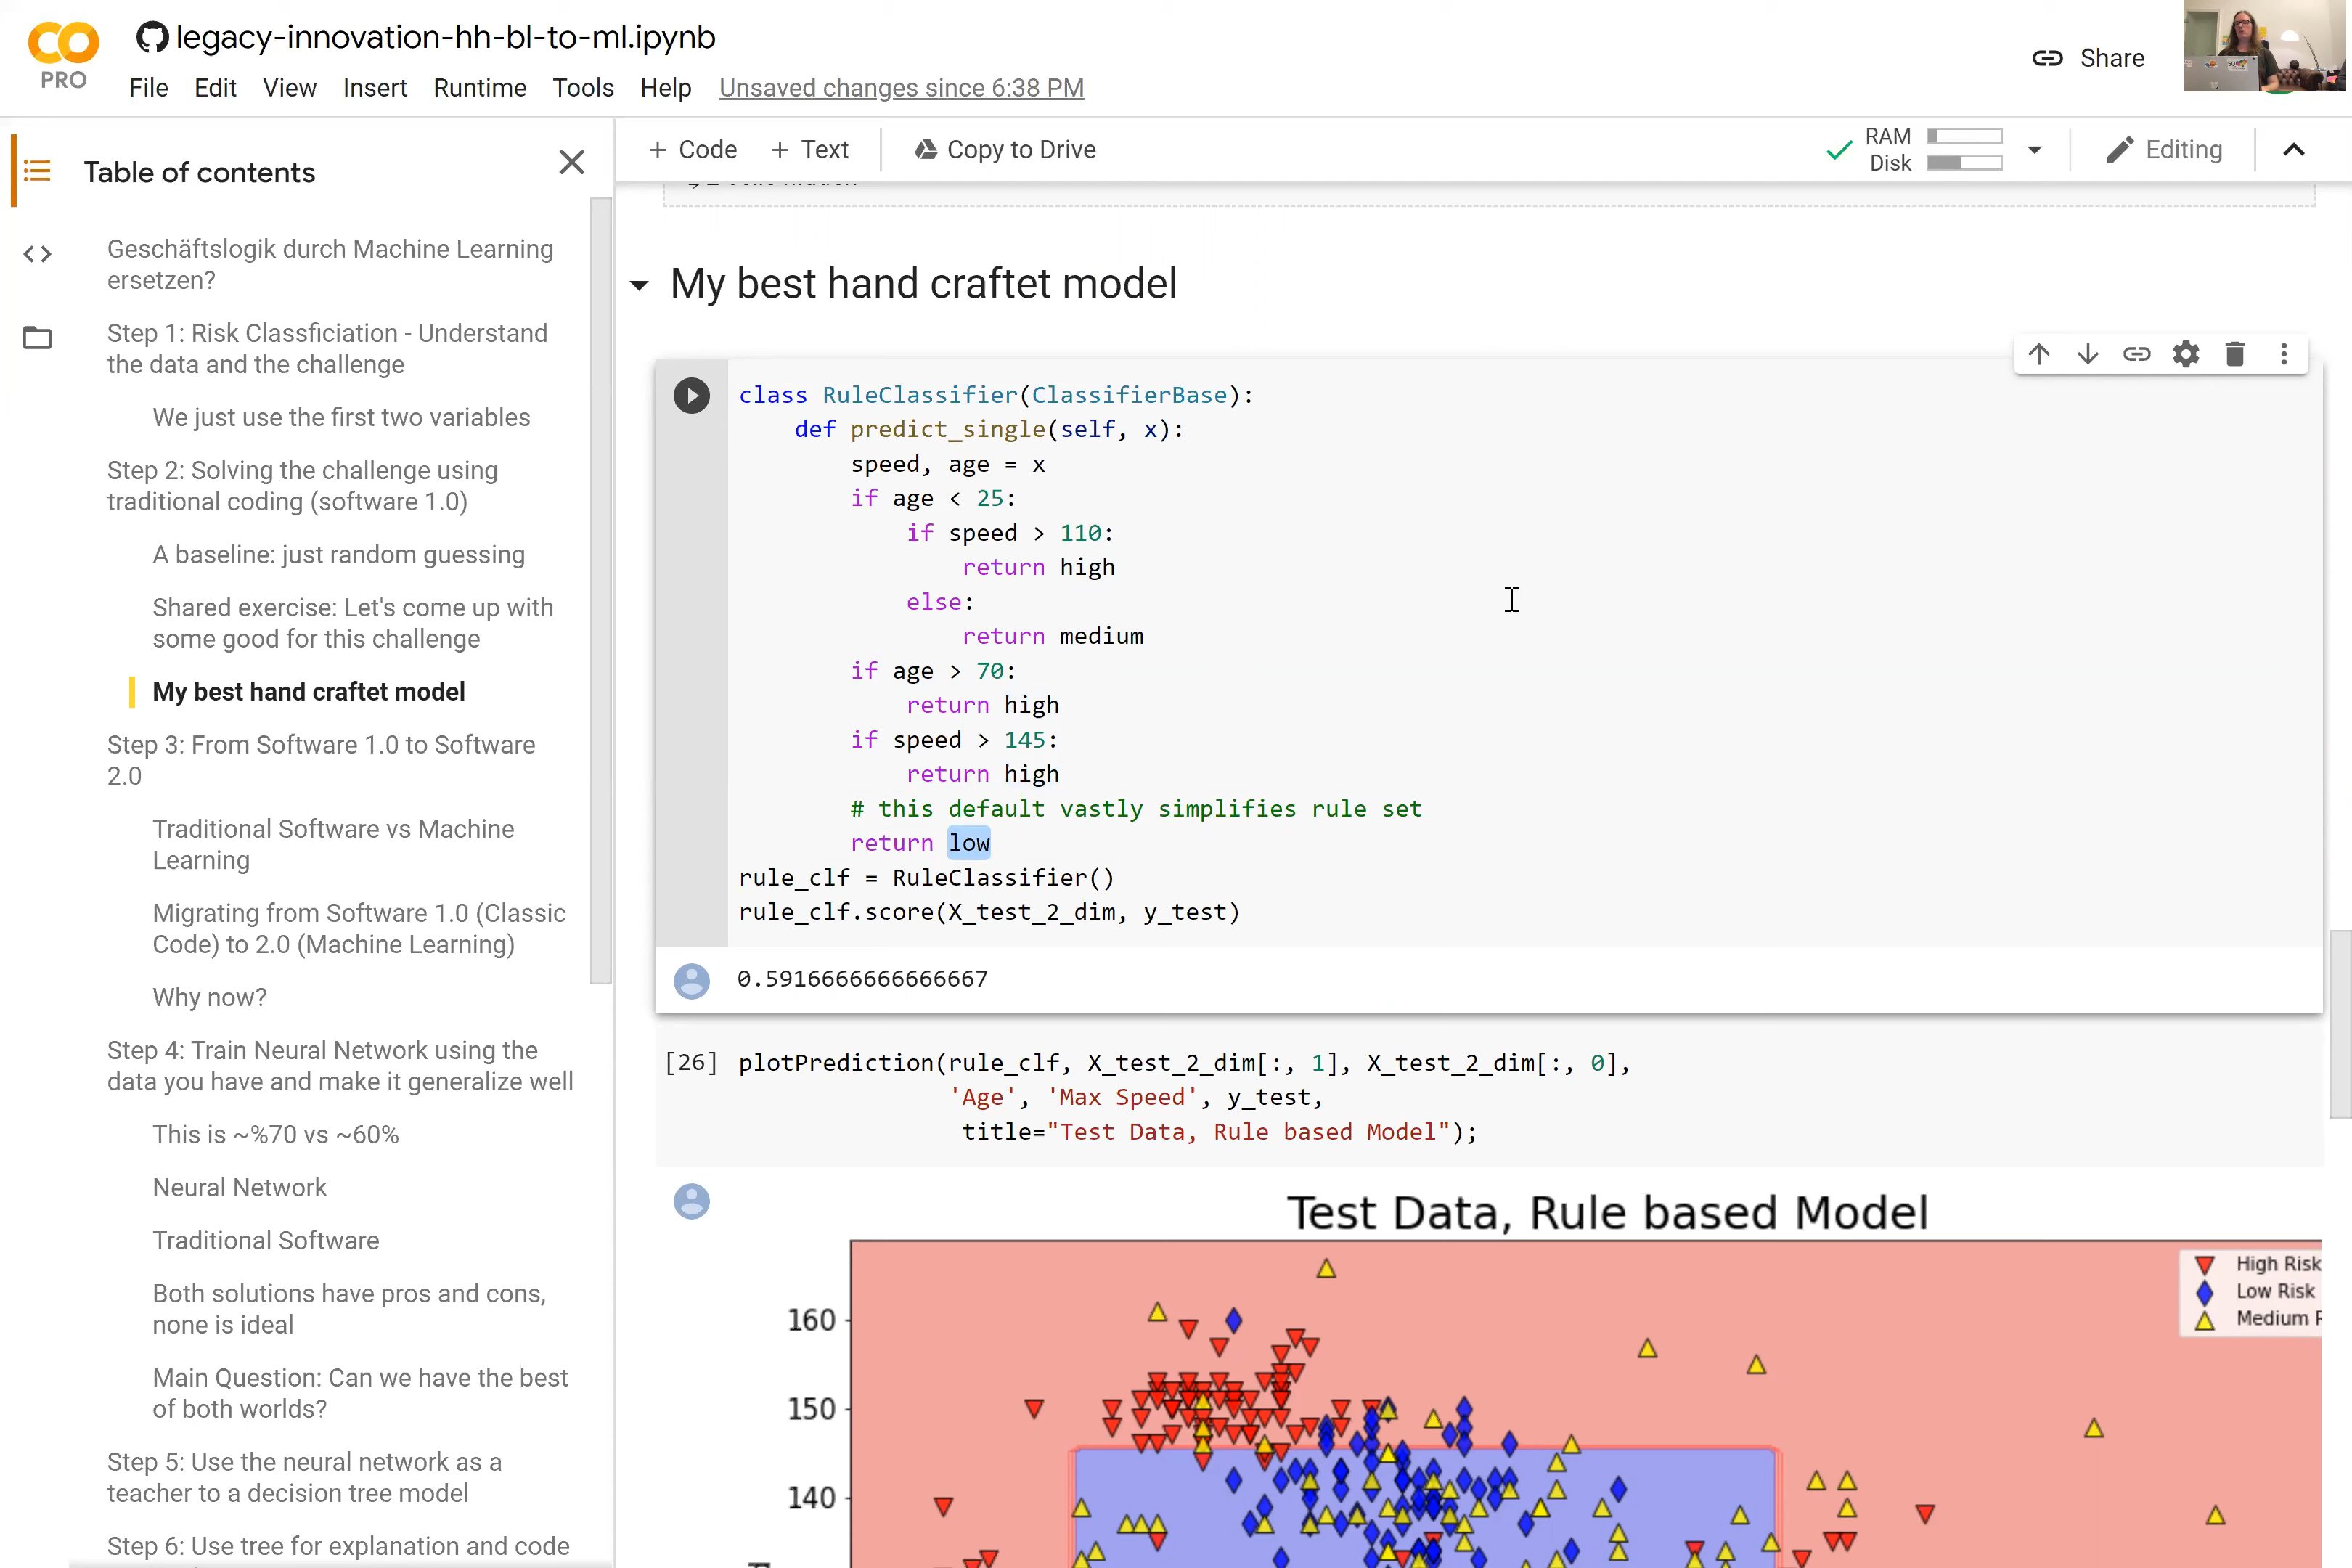 legacy-innovation-hh-bl-to-ml.ipynb
PRO
File Edit View Insert Runtime Tools Help Unsaved changes since 6:38 PM
Share
Table of contents
Geschäftslogik durch Machine Learning
ersetzen?
Step 1: Risk Classficiation - Understand
the data and the challenge
We just use the first two variables
Step 2: Solving the challenge using
traditional coding (software 1.0)
A baseline: just random guessing
Shared exercise: Let's come up with
some good for this challenge
My best hand craftet model
Step 3: From Software 1.0 to Software
2.0
Traditional Software vs Machine
Learning
Migrating from Software 1.0 (Classic
Code) to 2.0 (Machine Learning)
Why now?
Step 4: Train Neural Network using the
data you have and make it generalize well
This is ~%70 vs ~60%
Neural Network
Traditional Software
Both solutions have pros and cons,
none is ideal
Main Question: Can we have the best
of both worlds?
Step 5: Use the neural network as a
teacher to a decision tree model
Step 6: Use tree for explanation and code
+ Code + Text Copy to Drive
RAM
Disk
Editing
My best hand craftet model
class RuleClassifier(ClassifierBase):
def predict_single(self, x):
speed, age = x
if age < 25:
if speed > 110:
return high
else:
return medium
if age > 70:
return high
if speed > 145:
return high
# this default vastly simplifies rule set
return low
rule_clf = RuleClassifier()
rule_clf.score(X_test_2_dim, y_test)
0.5916666666666667
[26] plotPrediction(rule_clf, X_test_2_dim[:, 1], X_test_2_dim[:, 0],
'Age', 'Max Speed', y_test,
title="Test Data, Rule based Model");
Test Data, Rule based Model
High Risk
Low Risk
Medium
160
150
140